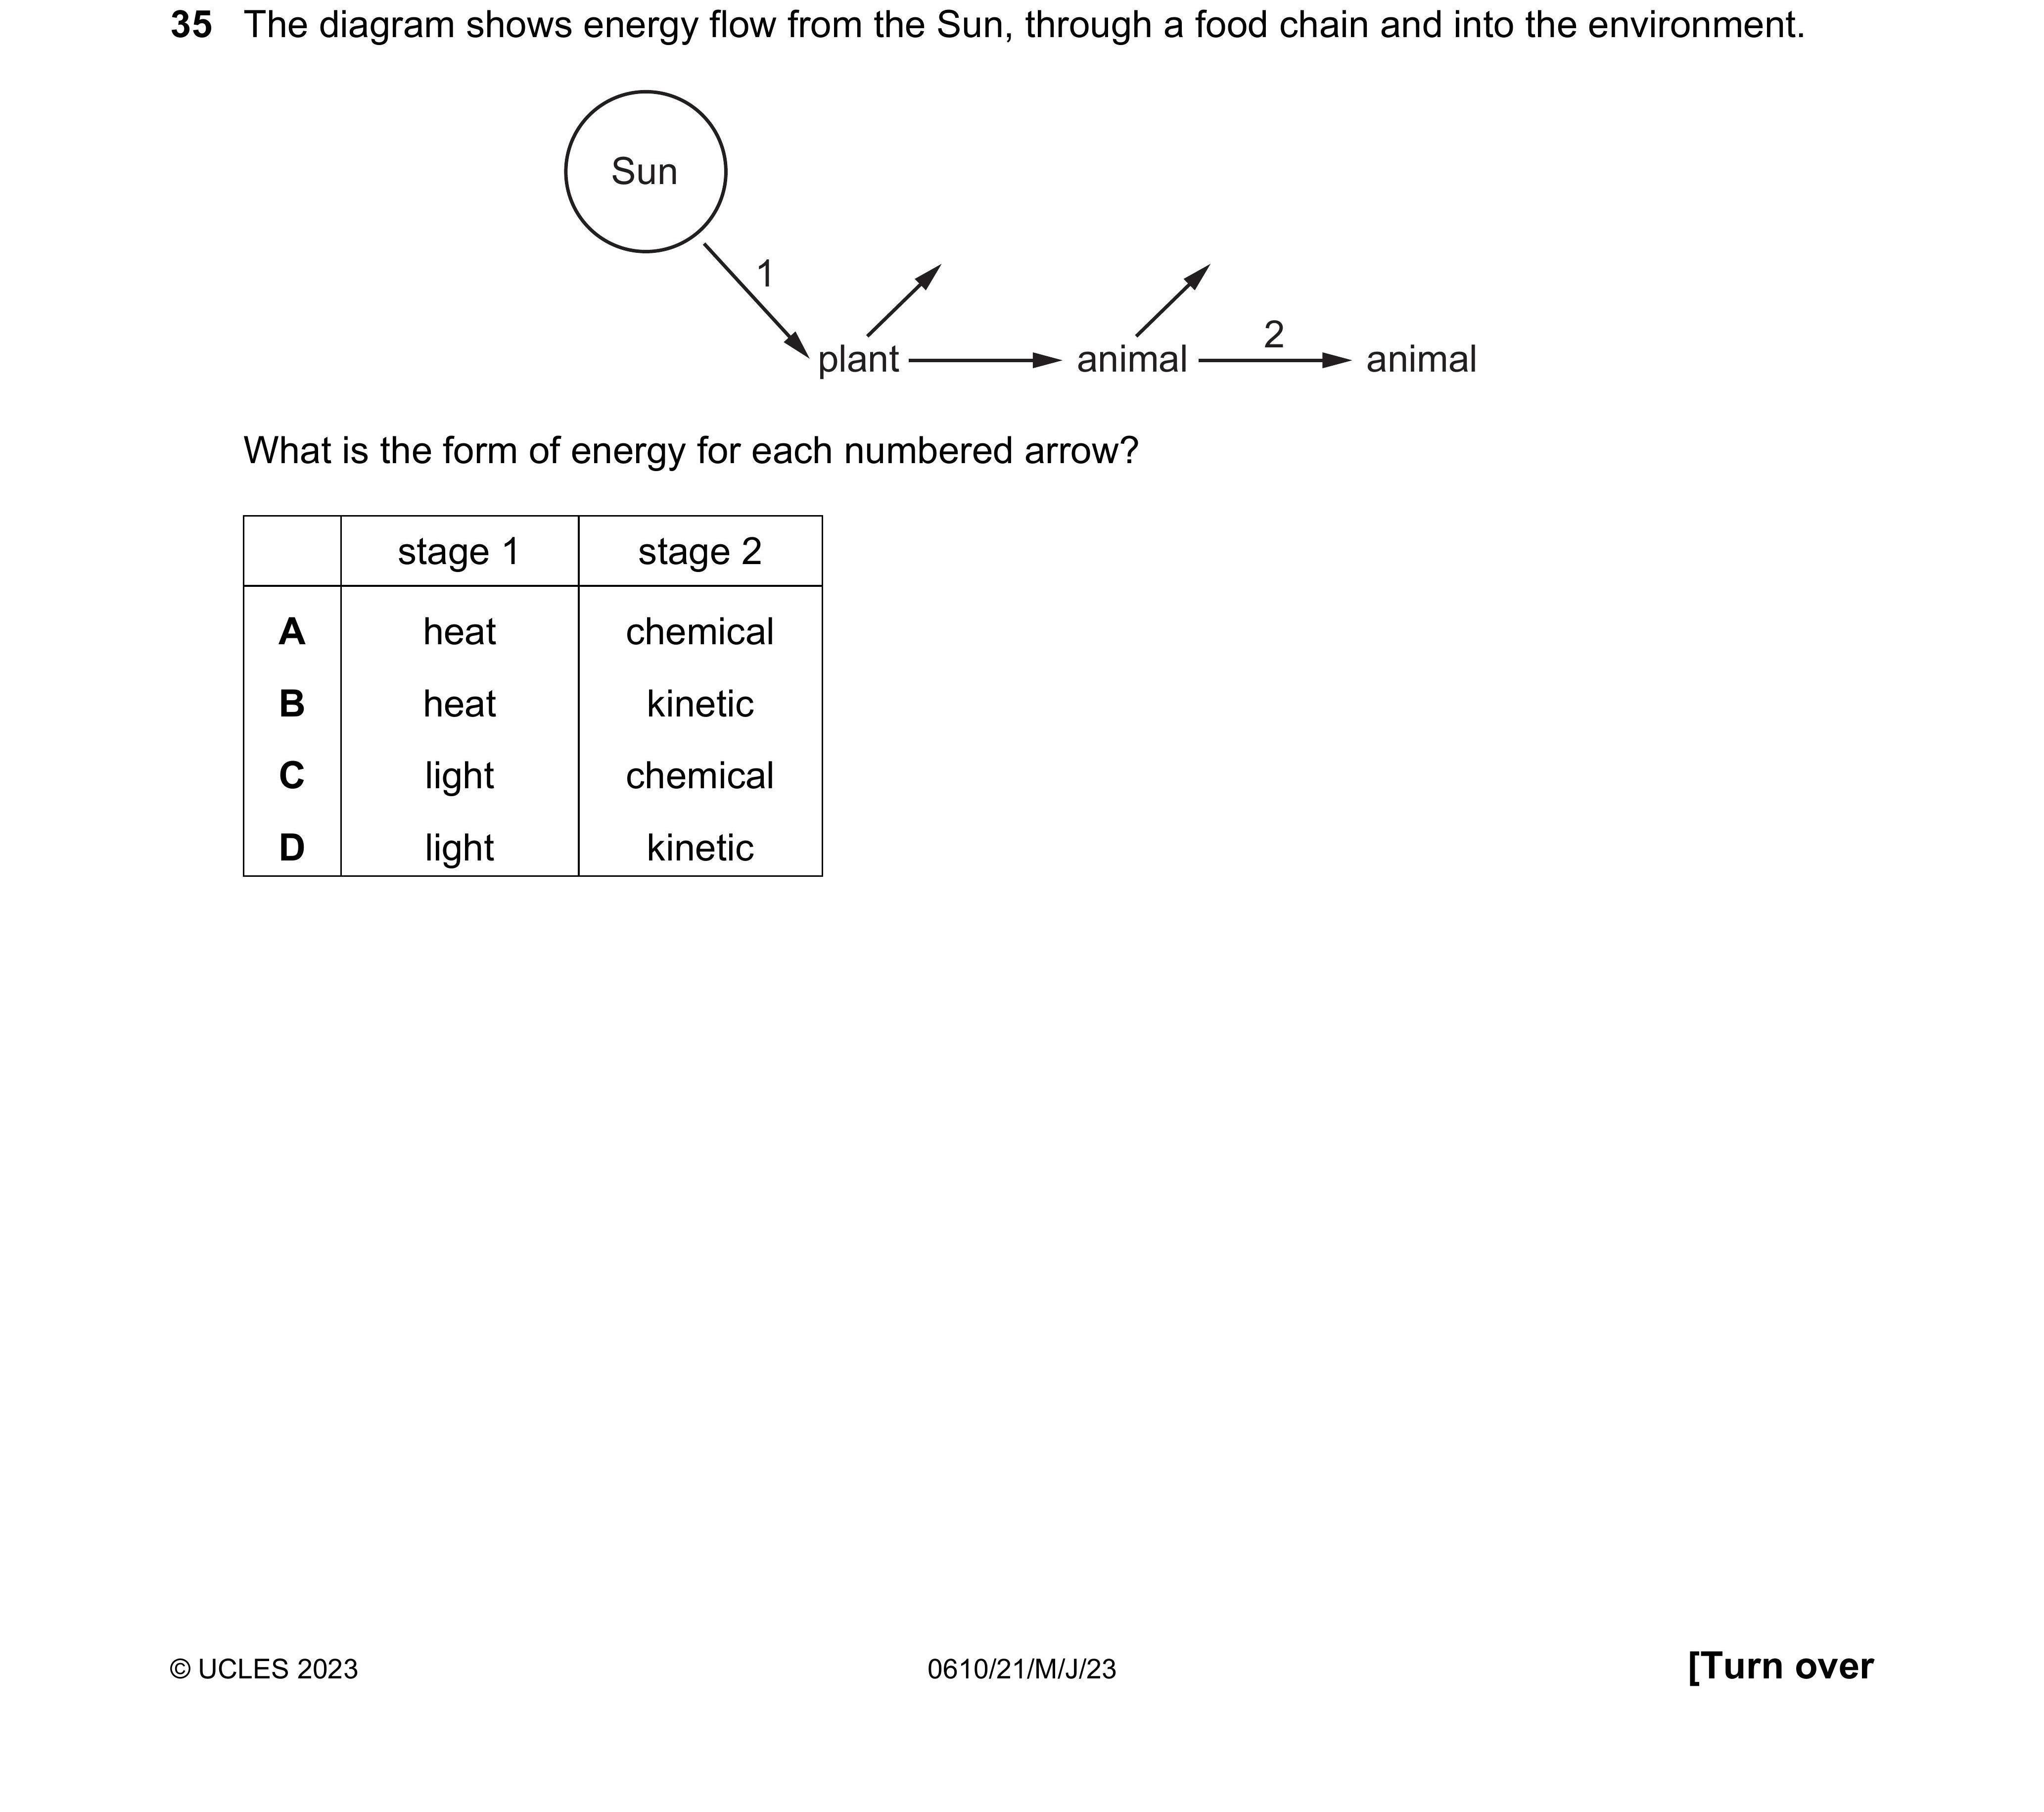 35 The diagram shows energy flow from the Sun, through a food chain and into the environment.
Sun
1
2
plant animal animal
What is the form of energy for each numbered arrow?
stage 1 stage 2
A heat chemical
B heat kinetic
C light chemical
D light kinetic
© UCLES 2023 0610/21/M/J/23 [Turn over